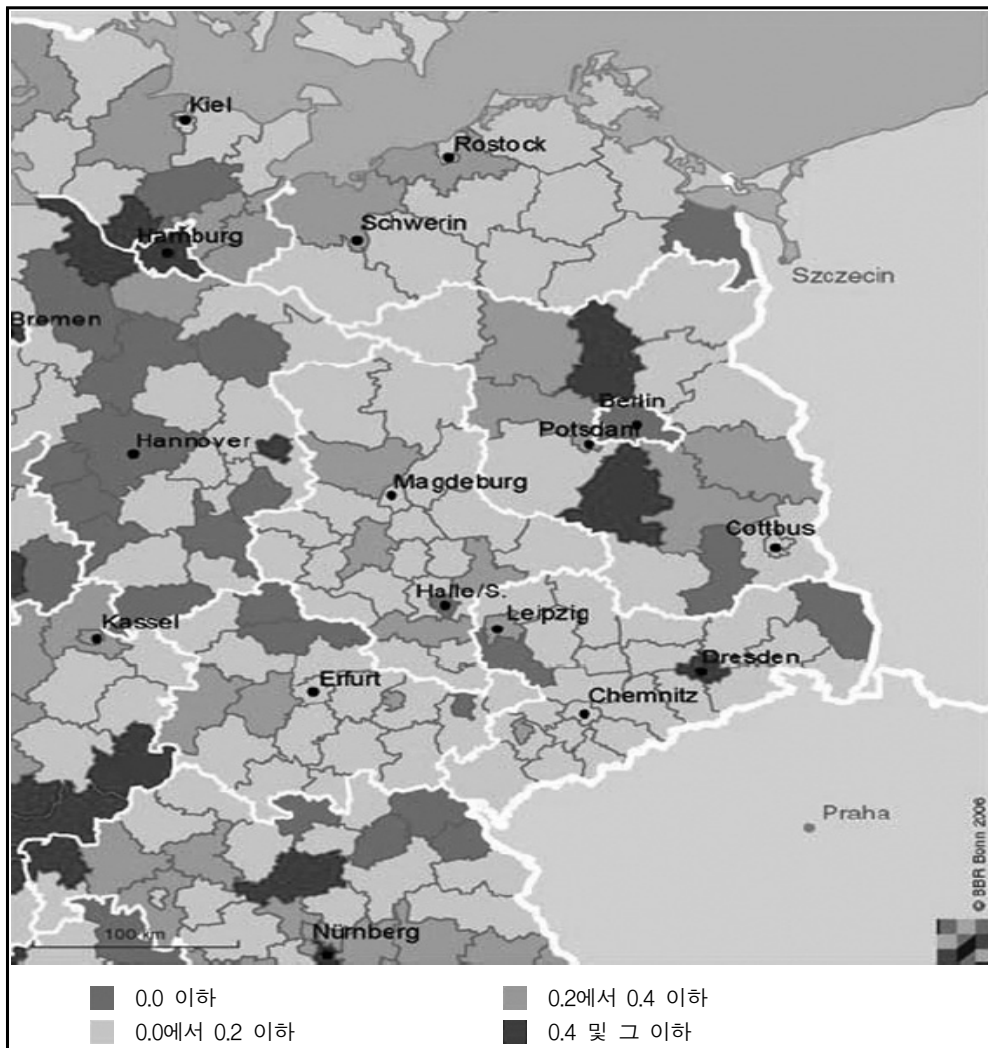 Kiel
Rostock
Schwerin
Hamburg
Szczecin
Bremen
Berlin
Potsdam
Hannover
Magdeburg
Cottbus
Halle/S.
Leipzig
Kassel
Dresden
Erfurt
Chemnitz
Praha
© BBR Bonn 2006
Nürnberg
100 km
0.0 이하
0.2에서 0.4 이하
0.0에서 0.2 이하
0.4 및 그 이하